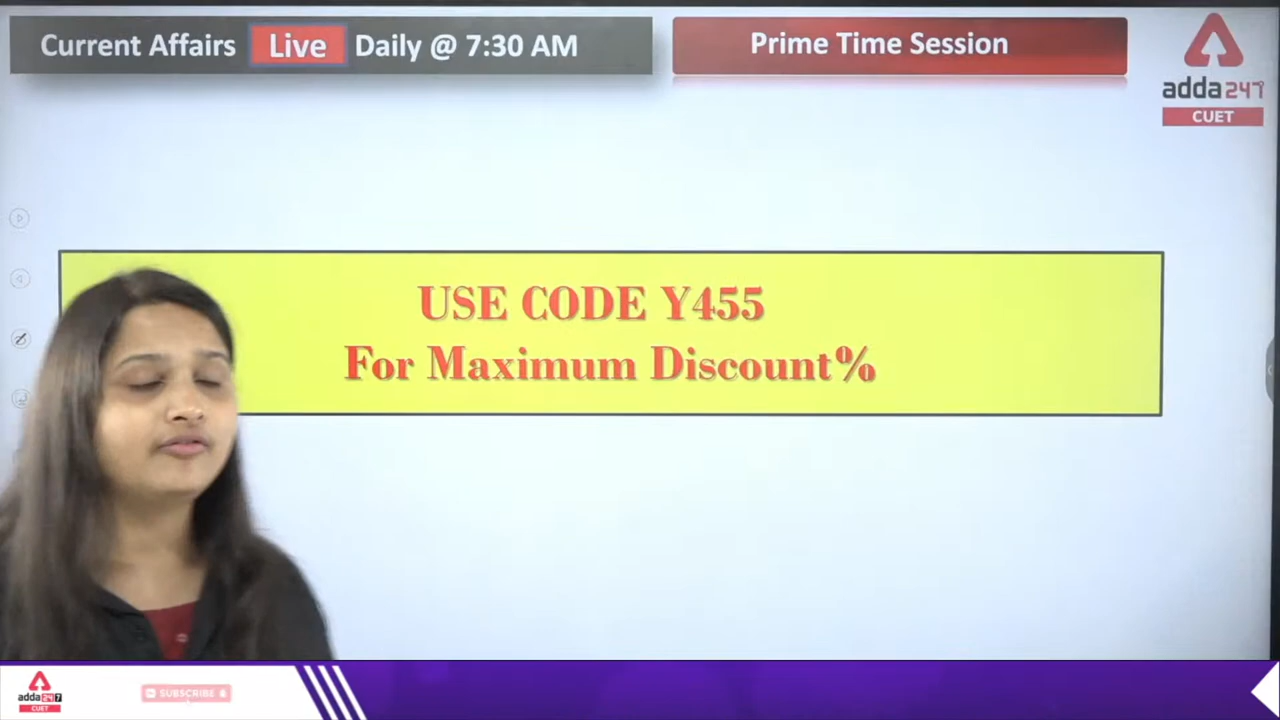 Current Affairs Live Daily @ 7:30 AM
Prime Time Session
adda247
CUET
USE CODE Y455
For Maximum Discount%
adda247
CUET
SUBSCRIBE